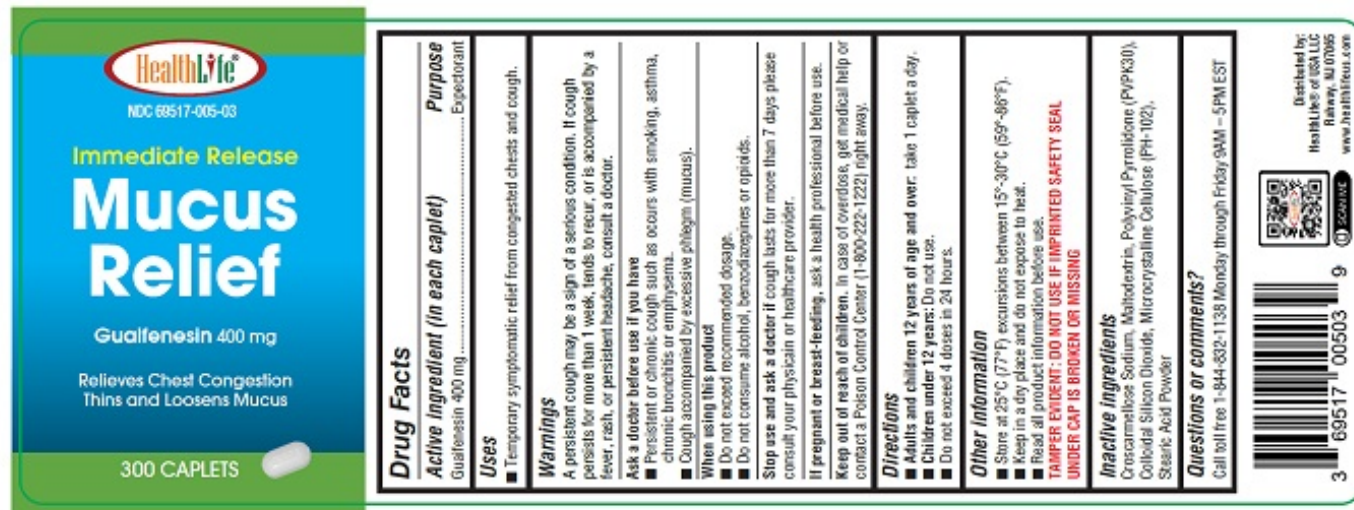 HealthLife®
NDC 69517-005-03
Immediate Release
Mucus
Relief
Guaifenesin 400 mg
Relieves Chest Congestion
Thins and Loosens Mucus
300 CAPLETS
Drug Facts
Active ingredient (in each caplet) Purpose
Guaifenesin 400 mg Expectorant
Uses
■ Temporary symptomatic relief from congested chests and cough.
Warnings
A persistent cough may be a sign of a serious condition. If cough
persists for more than 1 week, tends to recur, or is accompanied by a
fever, rash, or persistent headache, consult a doctor.
Ask a doctor before use if you have
■ Persistent or chronic cough such as occurs with smoking, asthma,
chronic bronchitis or emphysema.
■ Cough accompanied by excessive phlegm (mucus).
When using this product
■ Do not exceed recommended dosage.
■ Do not consume alcohol, benzodiazepines or opioids.
Stop use and ask a doctor if cough lasts for more than 7 days please
consult your physician or healthcare provider.
If pregnant or breast-feeding, ask a health professional before use.
Keep out of reach of children. In case of overdose, get medical help or
contact a Poison Control Center (1-800-222-1222) right away.
Directions
■ Adults and children 12 years of age and over: take 1 caplet a day.
■ Children under 12 years: Do not use.
■ Do not exceed 4 doses in 24 hours.
Other information
■ Store at 25°C (77°F) excursions between 15°-30°C (59°-86°F).
■ Keep in a dry place and do not expose to heat.
■ Read all product information before use.
TAMPER EVIDENT: DO NOT USE IF IMPRINTED SAFETY SEAL
UNDER CAP IS BROKEN OR MISSING
Inactive ingredients
Croscarmellose Sodium, Maltodextrin, Polyvinyl Pyrrolidone (PVPK30),
Colloidal Silicon Dioxide, Microcrystalline Cellulose (PH-102),
Stearic Acid Powder
Questions or comments?
Call toll free 1-844-832-1138 Monday through Friday 9AM – 5PM EST
3 69517 00503 9
SCAN ME
Distributed by:
HealthLife® of USA LLC
Rahway, NJ 07065
www.healthlifeus.com